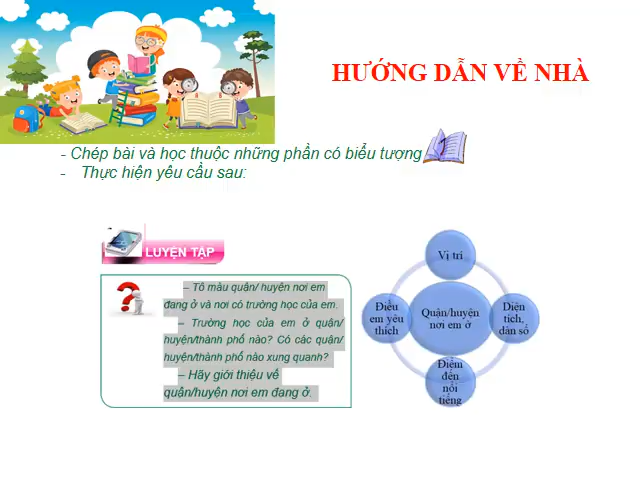 HƯỚNG DẪN VỀ NHÀ
- Chép bài và học thuộc những phần có biểu tượng
- Thực hiện yêu cầu sau:
LUYỆN TẬP
– Tô màu quận/ huyện nơi em
đang ở và nơi có trường học của em.
– Trường học của em ở quận/
huyện/thành phố nào? Có các quận/
huyện/thành phố nào xung quanh?
– Hãy giới thiệu về
quận/huyện nơi em đang ở.
Vị trí
Điều
em yêu
thích
Quận/huyện
nơi em ở
Diện
tích,
dân số
Điểm
đến
nổi
tiếng